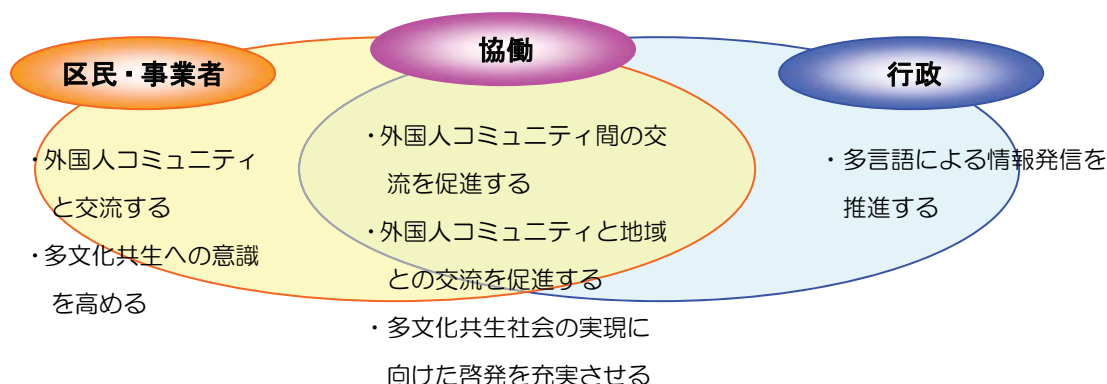 区民・事業者
・外国人コミュニティ
と交流する
・多文化共生への意識
を高める
協働
・外国人コミュニティ間の交
流を促進する
・外国人コミュニティと地域
との交流を促進する
・多文化共生社会の実現に
向けた啓発を充実させる
行政
・多言語による情報発信を
推進する